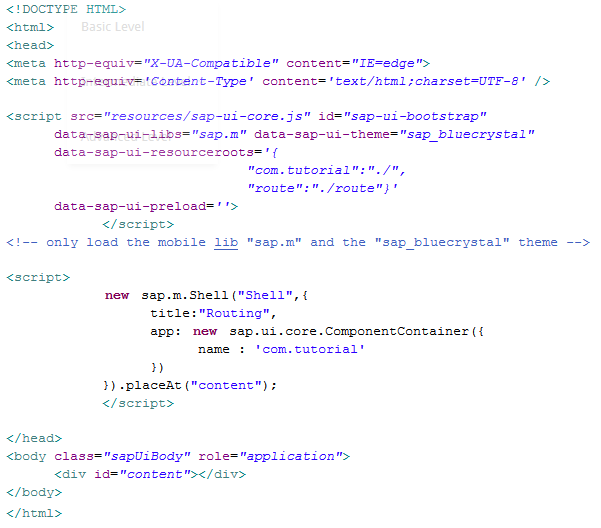 <!DOCTYPE HTML>
<html>
Basic Level
<head>
<meta http-equiv="X-UA-Compatible" content="IE=edge">
<meta http-equiv='Content-Type' content='text/html;charset=UTF-8' />
<script src="resources/sap-ui-core.js" id="sap-ui-bootstrap"
data-sap-ui-libs="sap.m" data-sap-ui-theme="sap_bluecrystal"
data-sap-ui-resourceroots='{
"com.tutorial":"./",
"route":"./route"}'
data-sap-ui-preload=''>
</script>
<!-- only load the mobile lib "sap.m" and the "sap_bluecrystal" theme -->
<script>
new sap.m.Shell("Shell",{
title:"Routing",
app: new sap.ui.core.ComponentContainer({
name : 'com.tutorial'
})
}).placeAt("content");
</script>
</head>
<body class="sapUiBody" role="application">
<div id="content"></div>
</body>
</html>